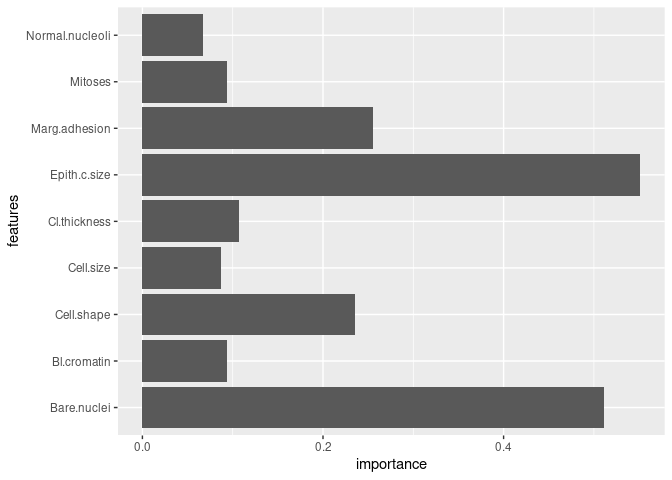 Normal.nucleoli
Mitoses
Marg.adhesion
Epith.c.size
Cl.thickness
Cell.size
Cell.shape
Bl.cromatin
Bare.nuclei
features
0.0
0.2
0.4
importance